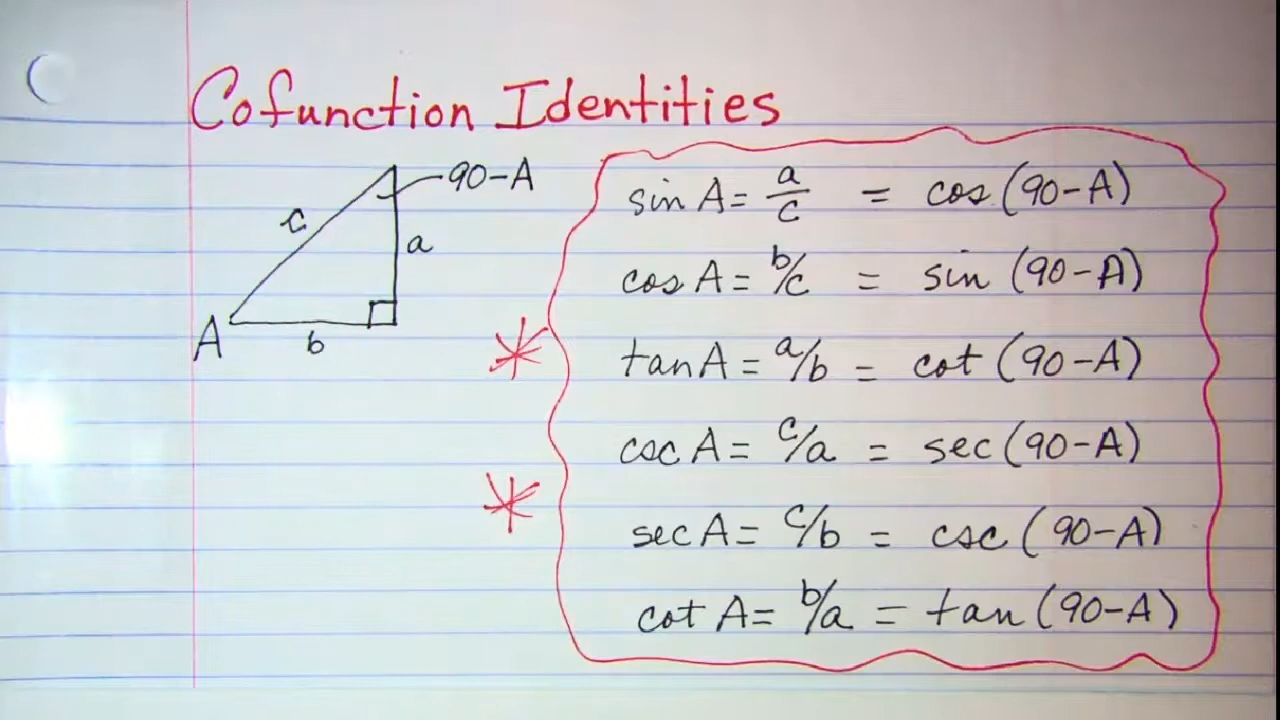 Cofunction Identities
90-A
c
a
A
b
sin A = a/c = cos (90-A)
cos A = b/c = sin (90-A)
* tan A = a/b = cot (90-A)
csc A = c/a = sec (90-A)
* sec A = c/b = csc (90-A)
cot A = b/a = tan (90-A)